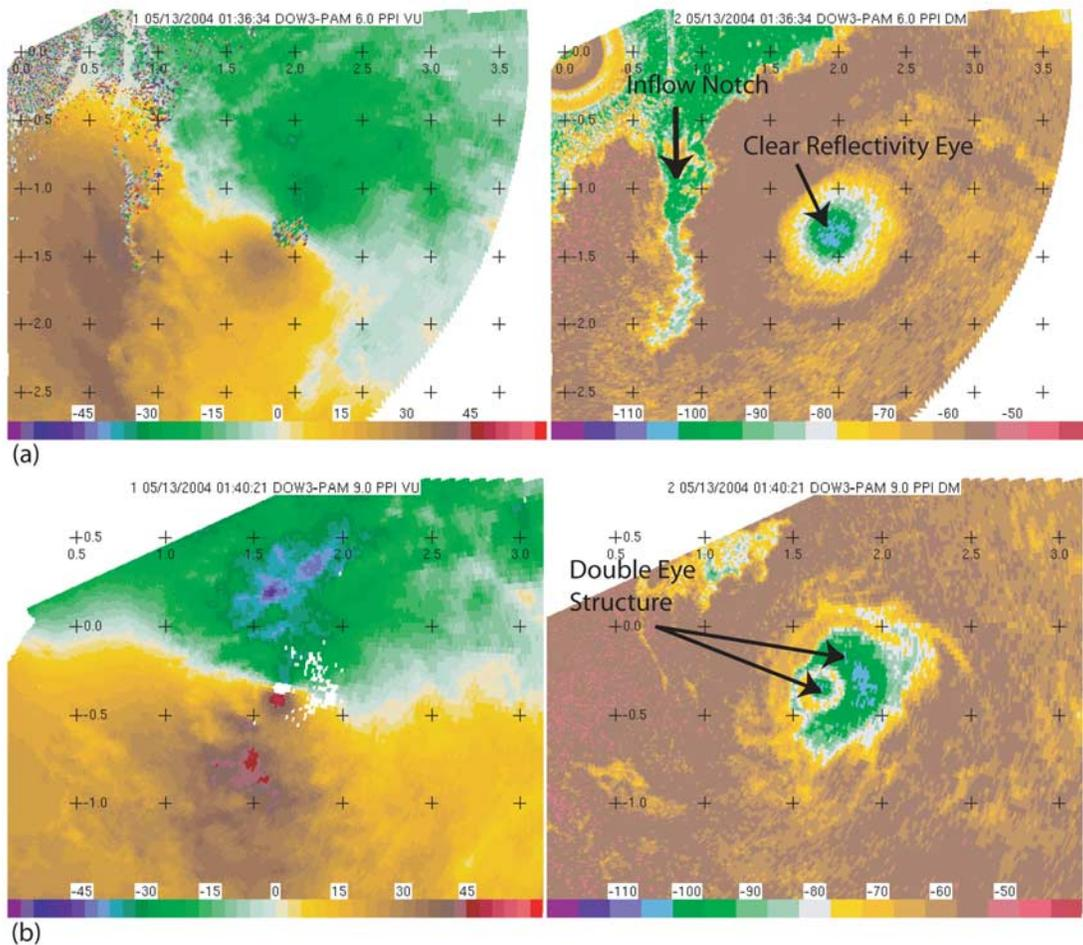 1 05/13/2004 01:36:34 DOW3-PAM 6.0 PPI VU
2 05/13/2004 01:36:34 DOW3-PAM 6.0 PPI DM
0.0
0.0 0.5 1.0 1.5 2.0 2.5 3.0 3.5
-0.5
-1.0
-1.5
-2.0
-2.5
-45 -30 -15 0 15 30 45
0.0
0.0 0.5 1.0 1.5 2.0 2.5 3.0 3.5
Inflow Notch
-0.5
Clear Reflectivity Eye
-1.0
-1.5
-2.0
-2.5
-110 -100 -90 -80 -70 -60 -50
(a)
1 05/13/2004 01:40:21 DOW3-PAM 9.0 PPI VU
2 05/13/2004 01:40:21 DOW3-PAM 9.0 PPI DM
0.5
0.5 1.0 1.5 2.0 2.5 3.0
0.0
-0.5
-1.0
-45 -30 -15 0 15 30 45
0.5
0.5 1.0 1.5 2.0 2.5 3.0
Double Eye
Structure
0.0
-0.5
-1.0
-110 -100 -90 -80 -70 -60 -50
(b)